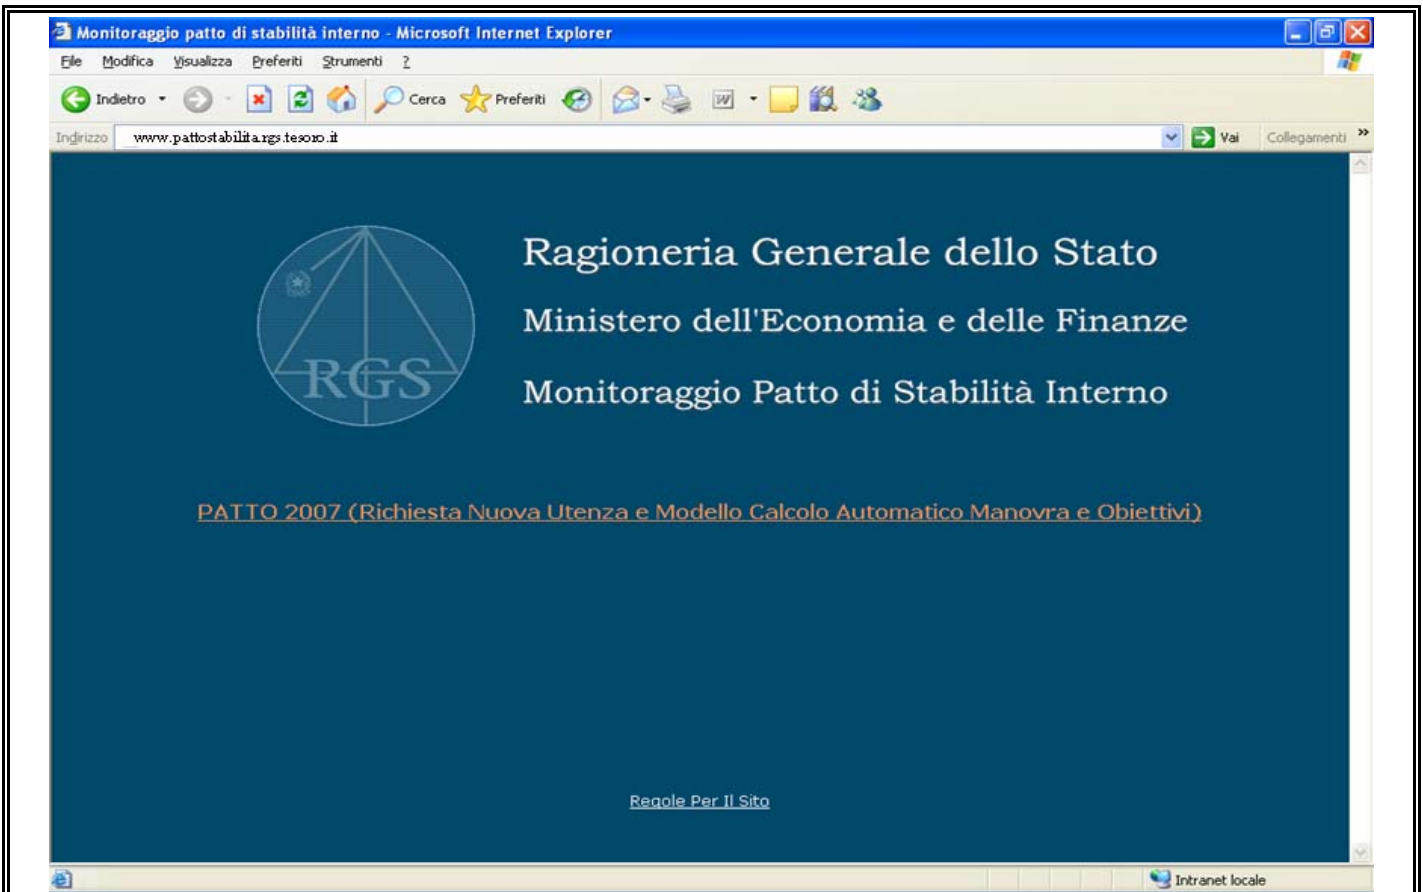 Monitoraggio patto di stabilità interno - Microsoft Internet Explorer
File Modifica Visualizza Preferiti Strumenti ?
Indietro Cerca Preferiti
Indirizzo www.pattostabilita.rgs.tesoro.it Vai Collegamenti »
Ragioneria Generale dello Stato
Ministero dell'Economia e delle Finanze
RGS
Monitoraggio Patto di Stabilità Interno
PATTO 2007 (Richiesta Nuova Utenza e Modello Calcolo Automatico Manovra e Obiettivi)
Regole Per Il Sito
Intranet locale